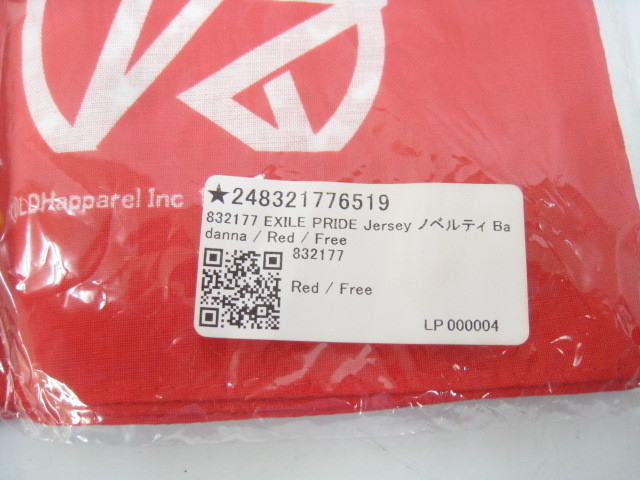 LDHapparel Inc
★248321776519
832177 EXILE PRIDE Jersey ノベルティ Ba
danna / Red / Free
832177
Red / Free
LP 000004